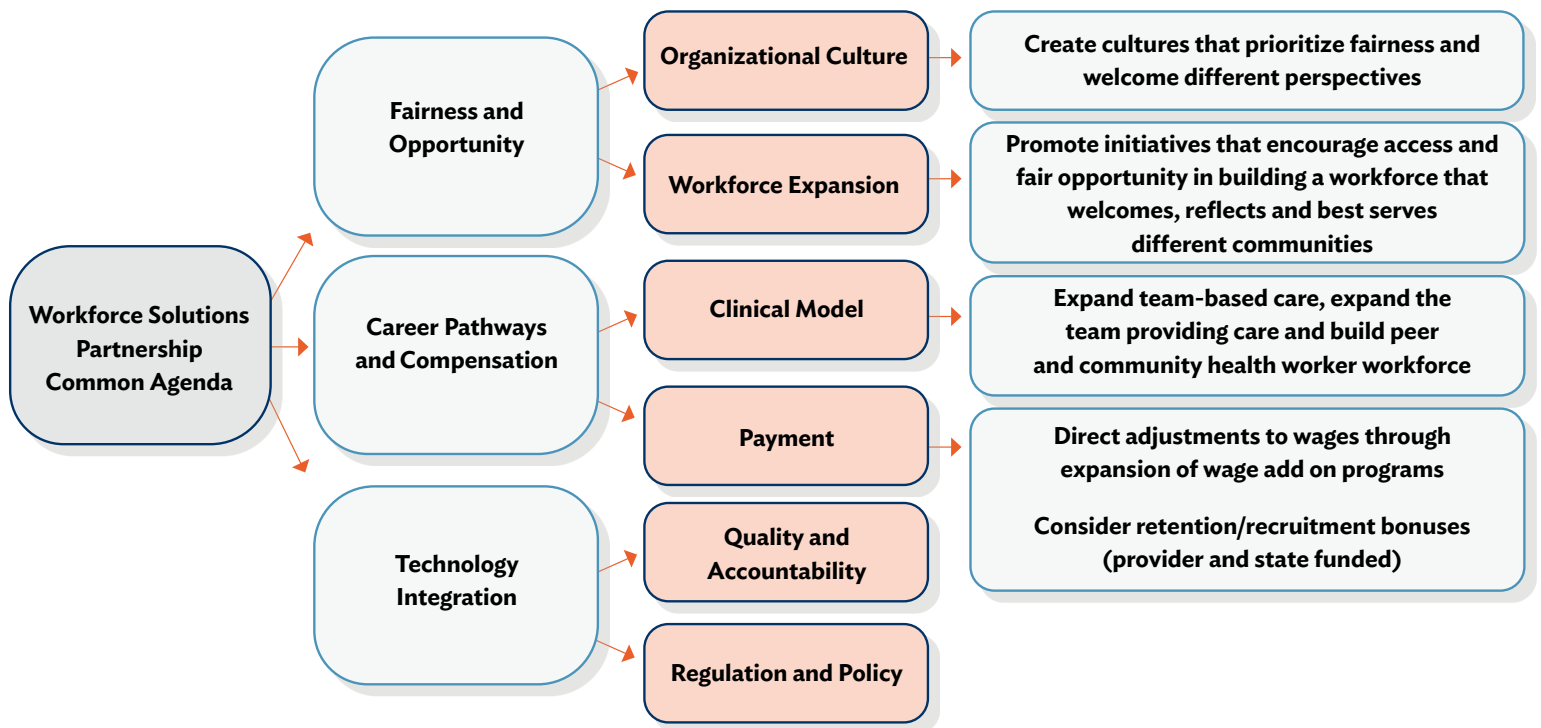 Workforce Solutions
Partnership
Common Agenda
Fairness and
Opportunity
Organizational Culture
Create cultures that prioritize fairness and
welcome different perspectives
Workforce Expansion
Promote initiatives that encourage access and
fair opportunity in building a workforce that
welcomes, reflects and best serves
different communities
Career Pathways
and Compensation
Clinical Model
Expand team-based care, expand the
team providing care and build peer
and community health worker workforce
Payment
Direct adjustments to wages through
expansion of wage add on programs
Consider retention/recruitment bonuses
(provider and state funded)
Technology
Integration
Quality and
Accountability
Regulation and Policy